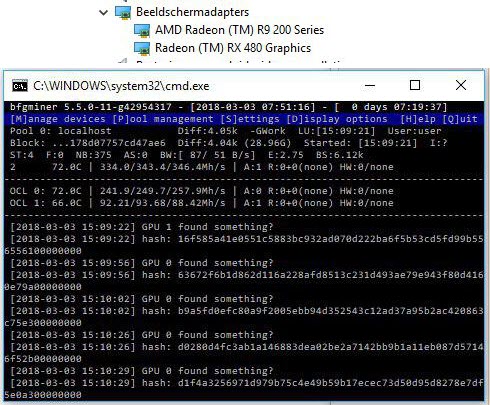 Beeldschermadapters
AMD Radeon (TM) R9 200 Series
Radeon (TM) RX 480 Graphics
C:\WINDOWS\system32\cmd.exe
bfgminer 5.5.0-11-g42954317 - [2018-03-03 07:51:16] - [  0 days 07:19:37]
[M]anage devices [P]ool management [S]ettings [D]isplay options  [H]elp [Q]uit
Pool 0: localhost          Diff:4.05k  -GWork  LU:[15:09:21]  User:user
Block: ...178d07757cd47ae6  Diff:4.04k (28.96G)  Started: [15:09:21]  I:?
ST:4  F:0  NB:375  AS:0  BW:[ 87/ 51 B/s]  E:2.75  BS:6.12k
2      72.0C | 334.0/343.4/346.4Mh/s | A:1 R:0+0(none) HW:0/none
OCL 0: 72.0C | 241.9/249.7/257.9Mh/s | A:0 R:0+0(none) HW:0/none
OCL 1: 66.0C | 92.21/93.68/88.42Mh/s | A:1 R:0+0(none) HW:0/none
[2018-03-03 15:09:22] GPU 1 found something?
[2018-03-03 15:09:22] hash: 16f585a41e0551c5883bc932ad070d222ba6f5b53cd5fd99b55
6556100000000
[2018-03-03 15:09:56] GPU 0 found something?
[2018-03-03 15:09:56] hash: 63672f6b1d862d116a228afd8513c231d493ae79e943f80d416
0e79a00000000
[2018-03-03 15:10:02] GPU 0 found something?
[2018-03-03 15:10:02] hash: b9a5fd0efc80a9f2005ebb94d352543c12ad37a95b2ac420863
c75e300000000
[2018-03-03 15:10:26] GPU 0 found something?
[2018-03-03 15:10:26] hash: d0280d4fc3ab1a146883dea02be2a7142bb9b1a11eb087d5714
6f52b00000000
[2018-03-03 15:10:29] GPU 0 found something?
[2018-03-03 15:10:29] hash: d1f4a3256971d979b75c4e49b59b17ecec73d50d95d8278e7df
5e0a300000000